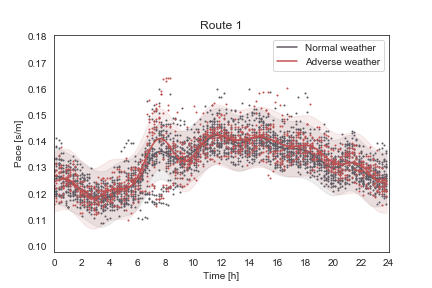 Route 1
Normal weather
Adverse weather
Pace [s/m]
0.18
0.17
0.16
0.15
0.14
0.13
0.12
0.11
0.10
0 2 4 6 8 10 12 14 16 18 20 22 24
Time [h]